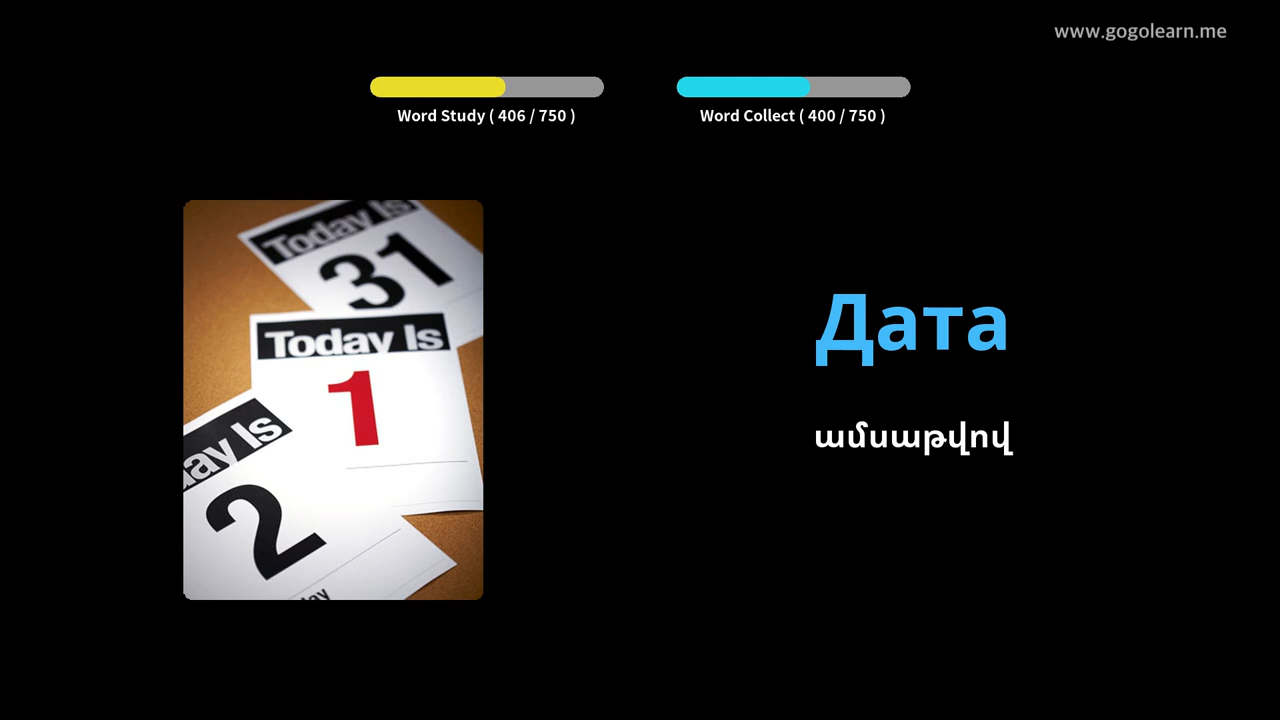 www.gogolearn.me
Word Study ( 406 / 750 )
Word Collect ( 400 / 750 )
Today Is
31
Today Is
1
ay Is
2
ay
Дата
ամսաթվով